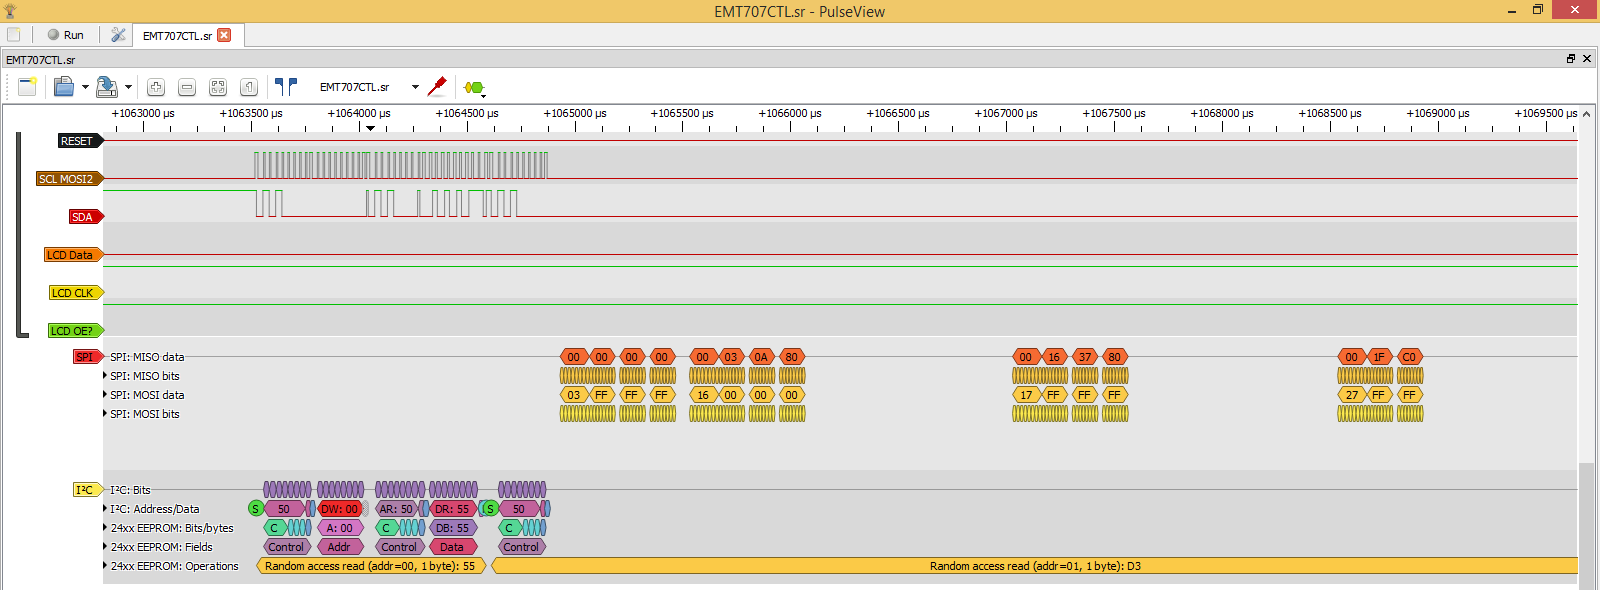 EMT707CTL.sr - PulseView
Run
EMT707CTL.sr
EMT707CTL.sr
EMT707CTL.sr
+1063000 µs +1063500 µs +1064000 µs +1064500 µs +1065000 µs +1065500 µs +1066000 µs +1066500 µs +1067000 µs +1067500 µs +1068000 µs +1068500 µs +1069000 µs +1069500 µs
RESET
SCL MOSI2
SDA
LCD Data
LCD CLK
LCD OE?
SPI SPI: MISO data 00 00 00 00 00 03 0A 80 00 16 37 80 00 1F C0
SPI: MISO bits
SPI: MOSI data 03 FF FF FF 16 00 00 00 17 FF FF FF 27 FF FF
SPI: MOSI bits
I²C I²C: Bits
I²C: Address/Data S 50 DW: 00 AR: 50 DR: 55 S 50
24xx EEPROM: Bits/bytes C A: 00 C DB: 55 C
24xx EEPROM: Fields Control Addr Control Data Control
24xx EEPROM: Operations Random access read (addr=00, 1 byte): 55 Random access read (addr=01, 1 byte): D3